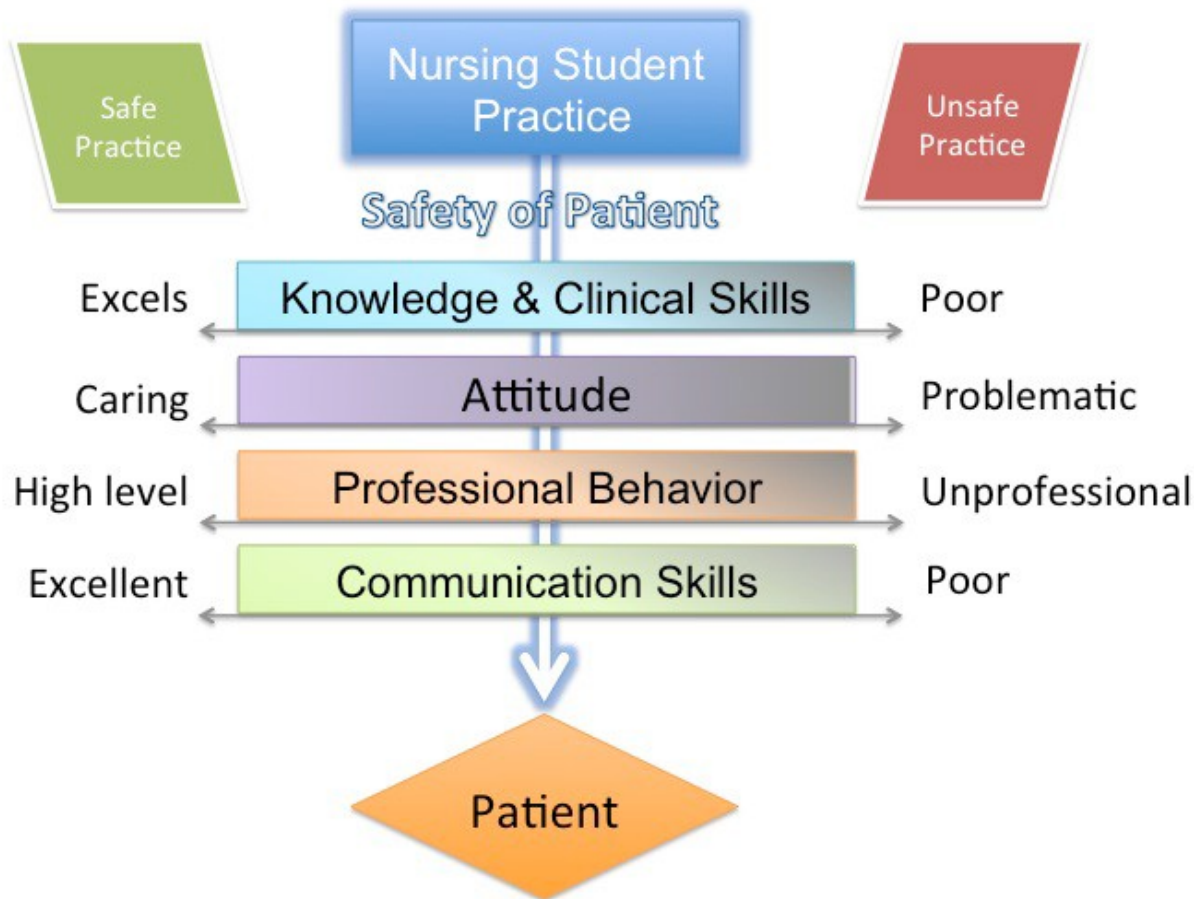 Nursing Student
Practice
Safe
Practice
Unsafe
Practice
Safety of Patient
Excels
Knowledge & Clinical Skills
Poor
Caring
Attitude
Problematic
High level
Professional Behavior
Unprofessional
Excellent
Communication Skills
Poor
Patient